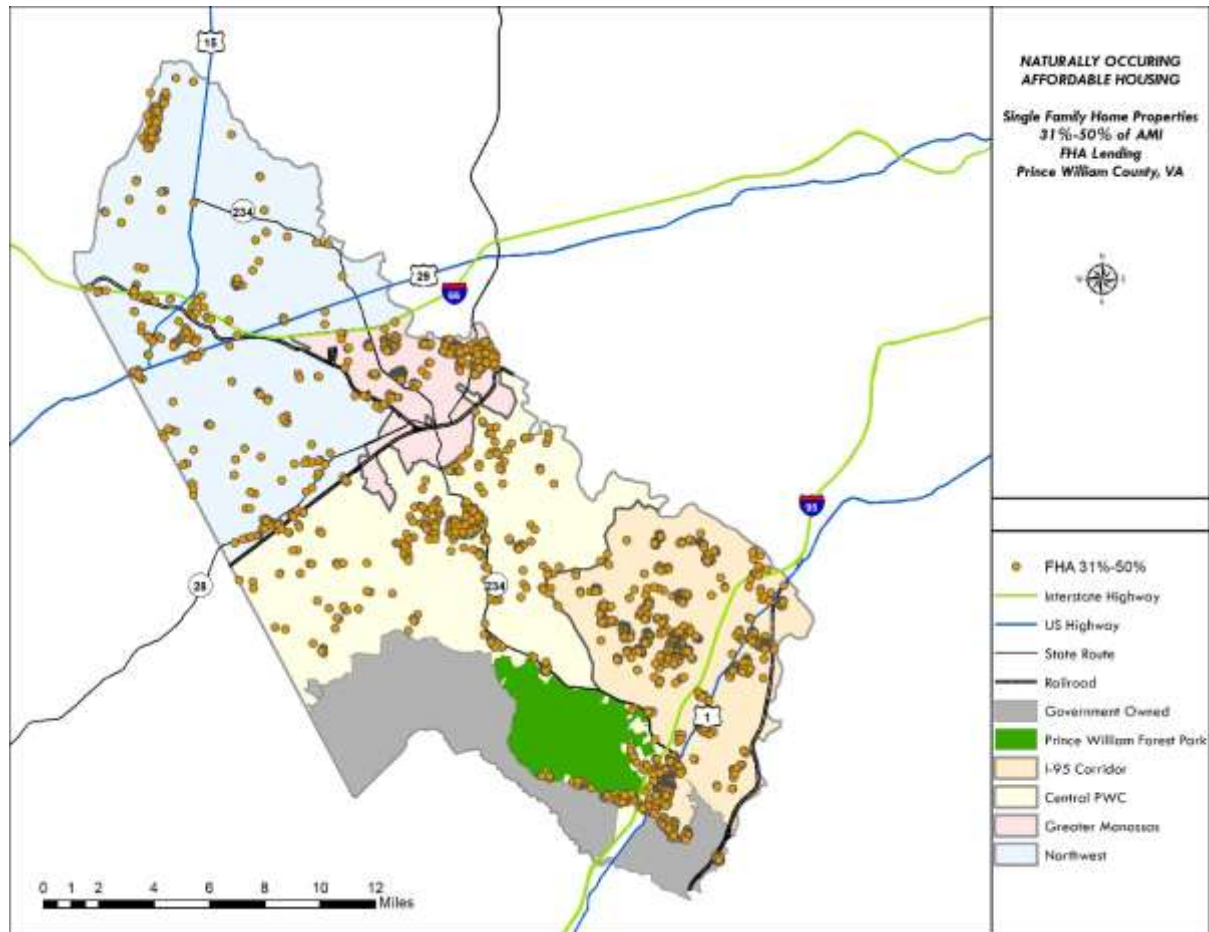 15
234
29
66
95
28
234
1
0 1 2 4 6 8 10 12
Miles
NATURALLY OCCURING
AFFORDABLE HOUSING
Single Family Home Properties
31%-50% of AMI
FHA Lending
Prince William County, VA
N
W E
S
FHA 31%-50%
Interstate Highway
US Highway
State Route
Railroad
Government Owned
Prince William Forest Park
I-95 Corridor
Central PWC
Greater Manassas
Northwest